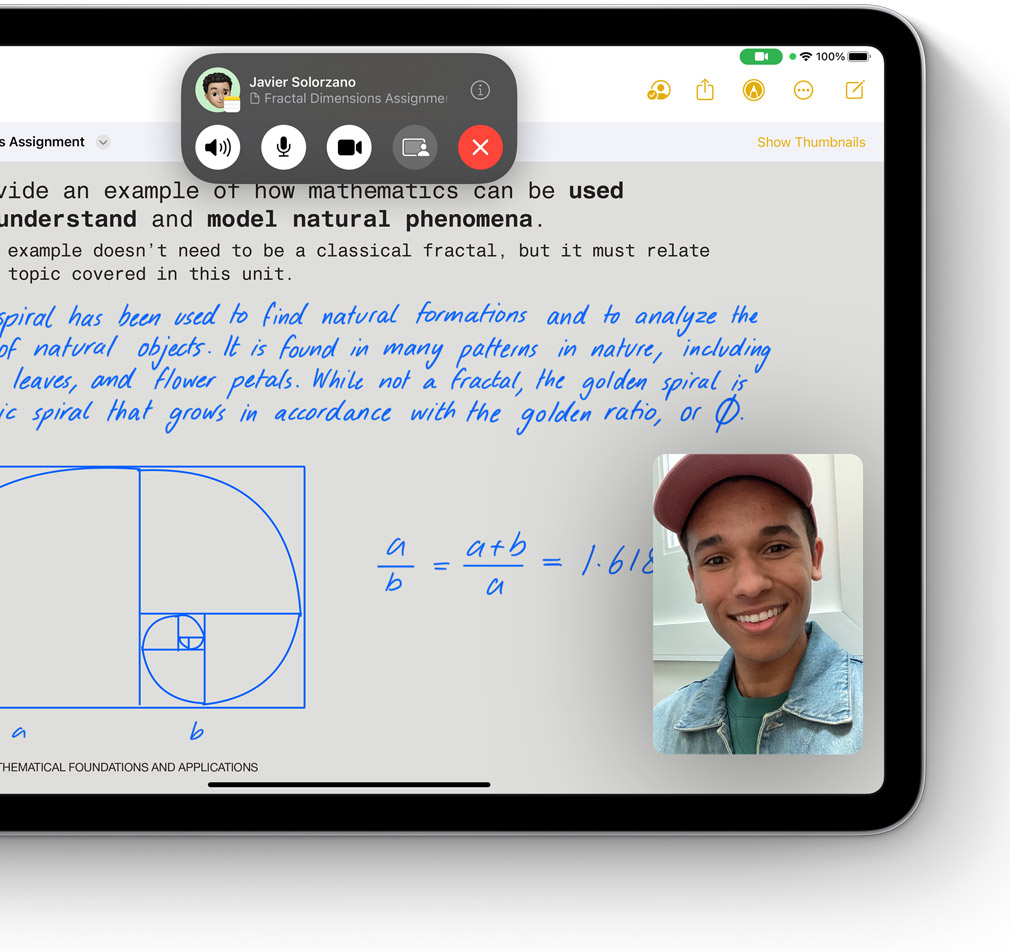 100%
Javier Solorzano
Fractal Dimensions Assignme
s Assignment
Show Thumbnails
vide an example of how mathematics can be used
understand and model natural phenomena.
example doesn't need to be a classical fractal, but it must relate
topic covered in this unit.
spiral has been used to find natural formations and to analyze the
of natural objects. It is found in many patterns in nature, including
leaves, and flower petals. While not a fractal, the golden spiral is
ic spiral that grows in accordance with the golden ratio, or Ø.
a/b = a+b/a = 1.618
a b
THEMATICAL FOUNDATIONS AND APPLICATIONS